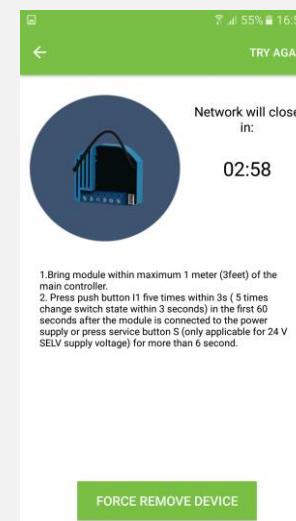 55% 16:5
TRY AGA
Network will close
in:
02:58
1.Bring module within maximum 1 meter (3feet) of the
main controller.
2. Press push button I1 five times within 3s ( 5 times
change switch state within 3 seconds) in the first 60
seconds after the module is connected to the power
supply or press service button S (only applicable for 24 V
SELV supply voltage) for more than 6 second.
FORCE REMOVE DEVICE